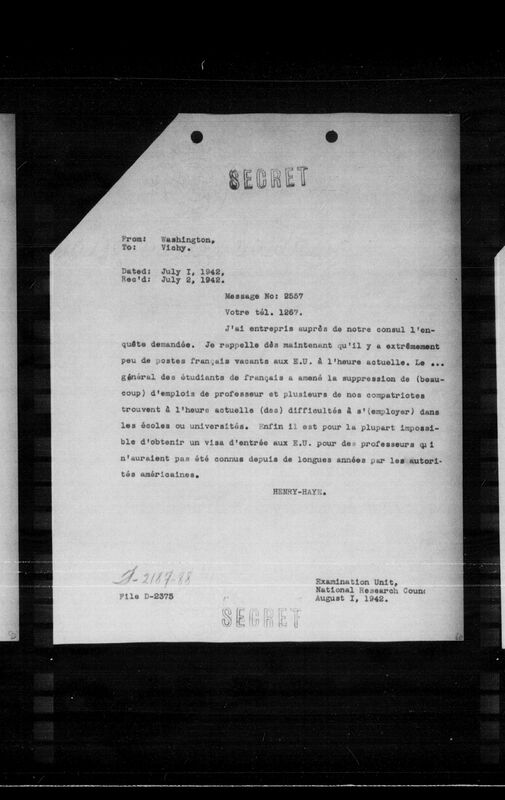 SECRET
From: Washington,
To: Vichy.
Dated: July I, 1942,
Rec'd: July 2, 1942.
Message No: 2557
Votre tél. 1267.
J'ai entrepris auprès de notre consul l'en-
quête demandée. Je rappelle dès maintenant qu'il y a extrêmement
peu de postes français vacants aux E.U. à l'heure actuelle. Le ...
général des étudiants de français a amené la suppression de (beau-
coup) d'emplois de professeur et plusieurs de nos compatrictes
trouvent à l'heure actuelle (des) difficultés à s'(employer) dans
les écoles ou universités. Enfin il est pour la plupart impossi-
ble d'obtenir un visa d'entrée aux E.U. pour des professeurs qui
n'auraient pas été connus depuis de longues années par les autori-
tés américaines.
HENRY-HAYE.
File D-2375
Examination Unit,
National Research Counc
August I, 1942.
SECRET